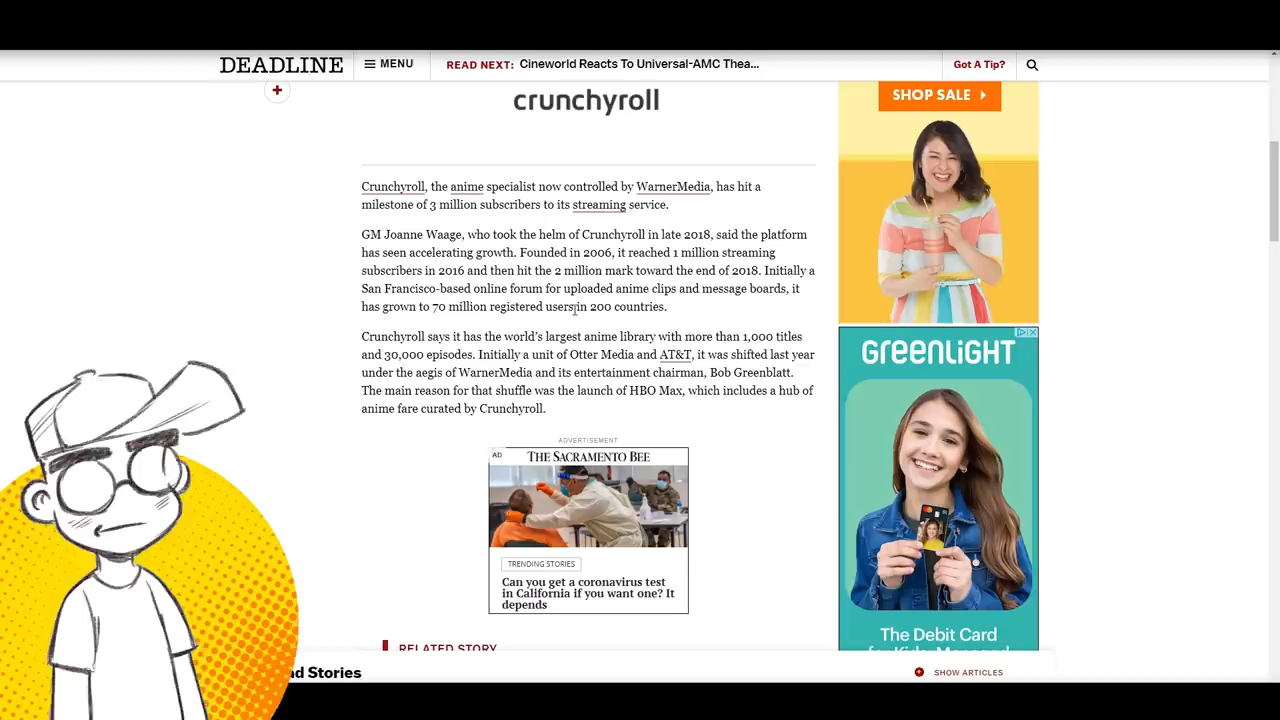 DEADLINE
MENU
READ NEXT: Cineworld Reacts To Universal-AMC Thea...
Got A Tip?
crunchyroll
Crunchyroll, the anime specialist now controlled by WarnerMedia, has hit a
milestone of 3 million subscribers to its streaming service.
GM Joanne Waage, who took the helm of Crunchyroll in late 2018, said the platform
has seen accelerating growth. Founded in 2006, it reached 1 million streaming
subscribers in 2016 and then hit the 2 million mark toward the end of 2018. Initially a
San Francisco-based online forum for uploaded anime clips and message boards, it
has grown to 70 million registered users in 200 countries.
Crunchyroll says it has the world's largest anime library with more than 1,000 titles
and 30,000 episodes. Initially a unit of Otter Media and AT&T, it was shifted last year
under the aegis of WarnerMedia and its entertainment chairman, Bob Greenblatt.
The main reason for that shuffle was the launch of HBO Max, which includes a hub of
anime fare curated by Crunchyroll.
ADVERTISEMENT
AD
THE SACRAMENTO BEE
TRENDING STORIES
Can you get a coronavirus test
in California if you want one? It
depends
RELATED STORY
ad Stories
SHOW ARTICLES
SHOP SALE
GREENLIGHT
The Debit Card